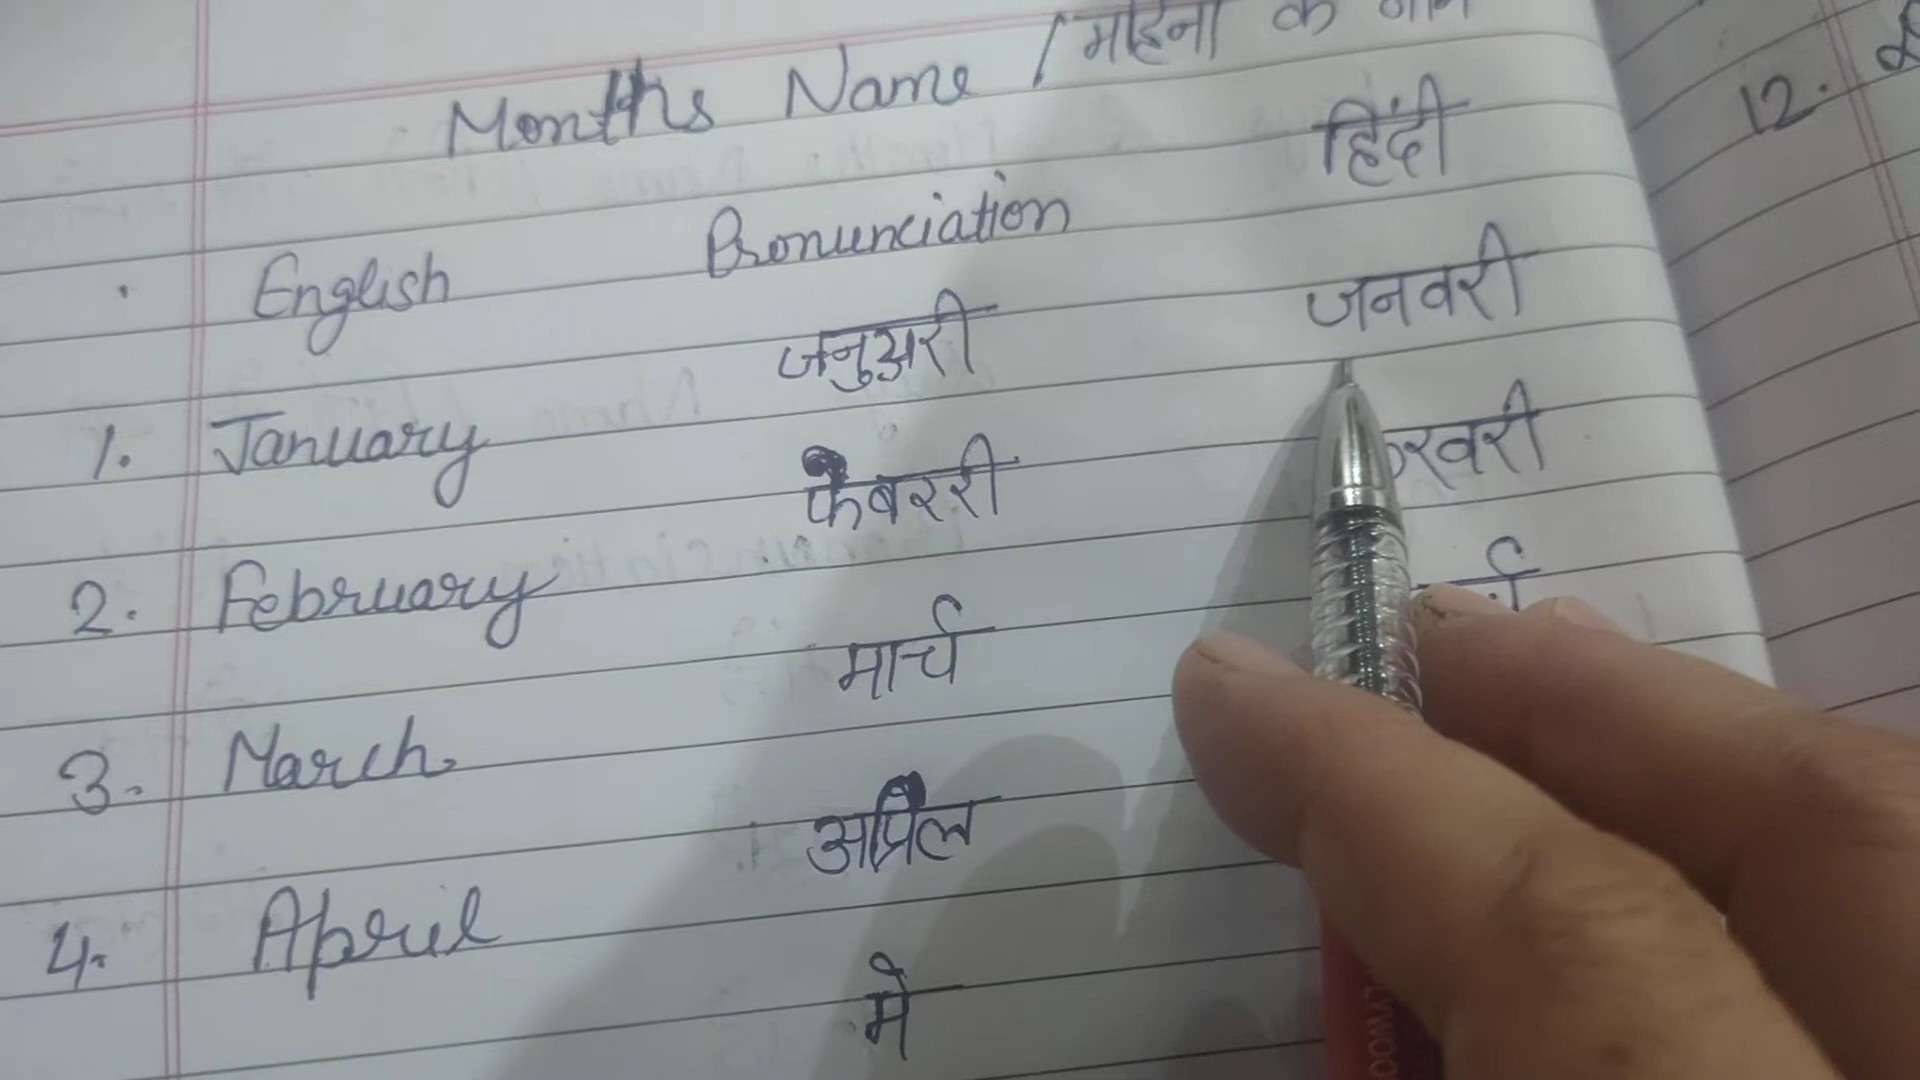 Months Name / महिनों के नाम
English Pronunciation हिंदी
1. January जनुअरी जनवरी
2. February फैबररी रवरी
3. March मार्च
4. April अप्रिल
मे
12.